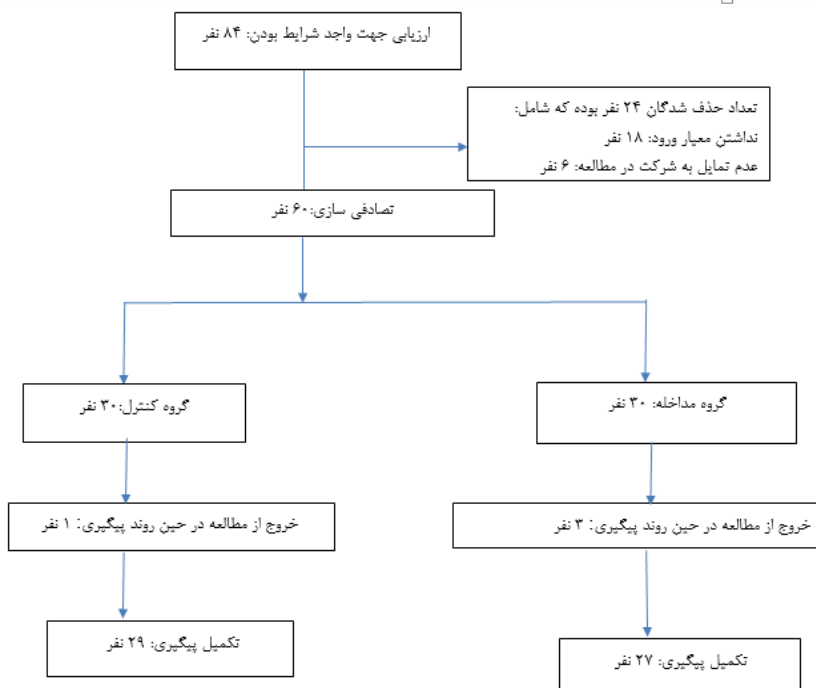 ارزیابی جهت واجد شرایط بودن: ۸۴ نفر
تعداد حذف شدگان ۲۴ نفر بوده که شامل:
نداشتن معیار ورود: ۱۸ نفر
عدم تمایل به شرکت در مطالعه: ۶ نفر
تصادفی سازی:۶۰ نفر
گروه مداخله: ۳۰ نفر
گروه کنترل:۳۰ نفر
خروج از مطالعه در حین روند پیگیری: ۳ نفر
خروج از مطالعه در حین روند پیگیری: ۱ نفر
تکمیل پیگیری: ۲۷ نفر
تکمیل پیگیری: ۲۹ نفر